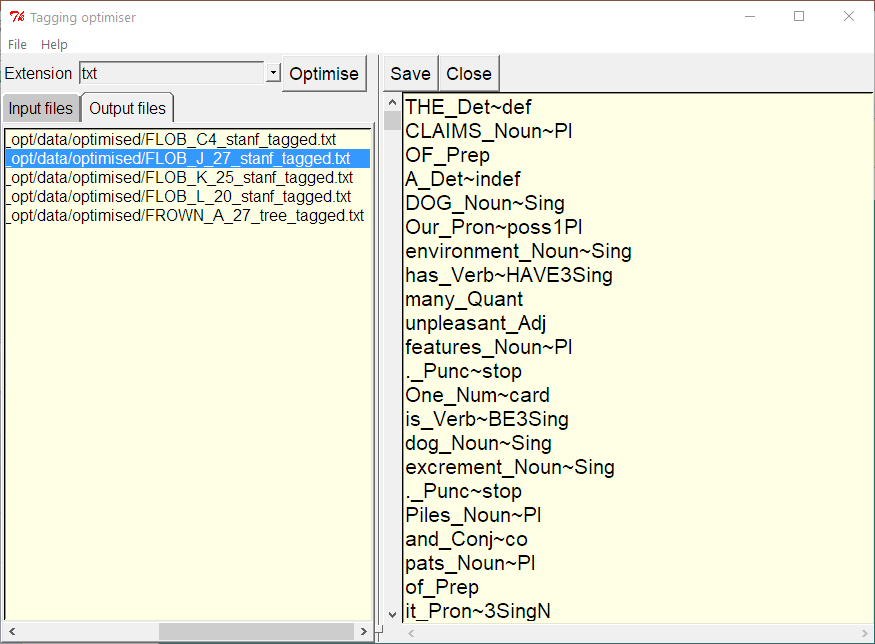 Tagging optimiser
File Help
Extension txt Optimise Save Close
Input files Output files
_opt/data/optimised/FLOB_C4_stanf_tagged.txt
_opt/data/optimised/FLOB_J_27_stanf_tagged.txt
_opt/data/optimised/FLOB_K_25_stanf_tagged.txt
_opt/data/optimised/FLOB_L_20_stanf_tagged.txt
_opt/data/optimised/FROWN_A_27_tree_tagged.txt
THE_Det~def
CLAIMS_Noun~Pl
OF_Prep
A_Det~indef
DOG_Noun~Sing
Our_Pron~poss1Pl
environment_Noun~Sing
has_Verb~HAVE3Sing
many_Quant
unpleasant_Adj
features_Noun~Pl
._Punc~stop
One_Num~card
is_Verb~BE3Sing
dog_Noun~Sing
excrement_Noun~Sing
._Punc~stop
Piles_Noun~Pl
and_Conj~co
pats_Noun~Pl
of_Prep
it_Pron~3SingN